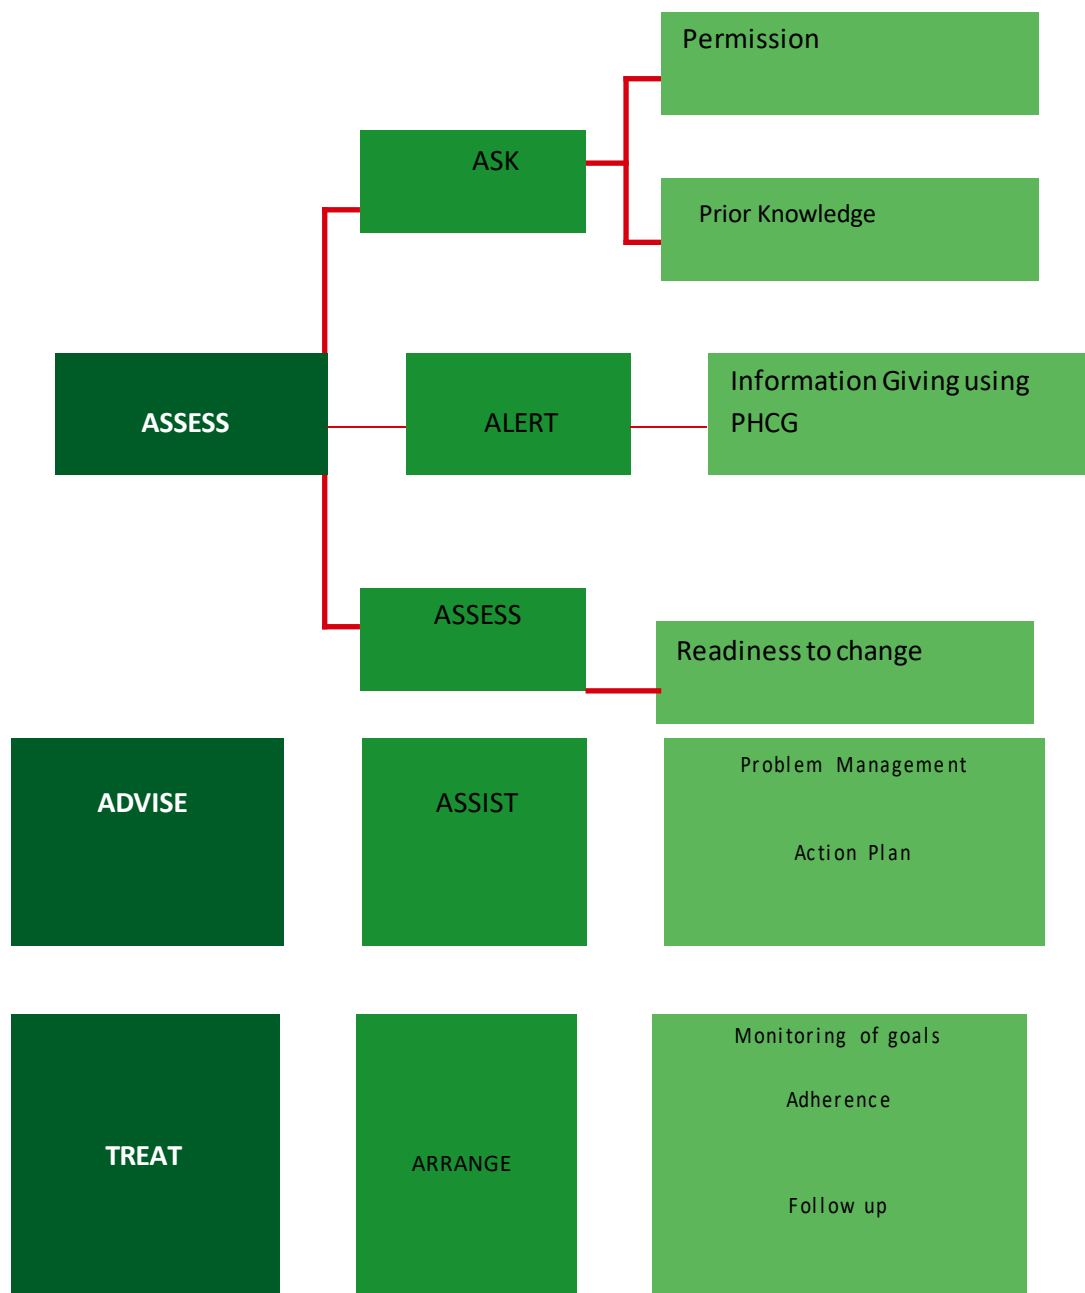 Permission
ASK
Prior Knowledge
ASSESS
ALERT
Information Giving using
PHCG
ASSESS
Readiness to change
ADVISE
ASSIST
Problem Management
Action Plan
TREAT
ARRANGE
Monitoring of goals
Adherence
Follow up